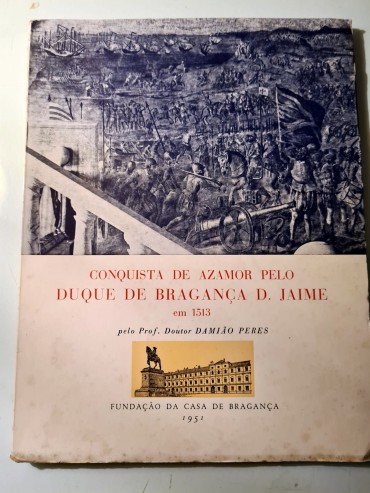 CONQUISTA DE AZAMOR PELO
DUQUE DE BRAGANÇA D. JAIME
em 1513
pelo Prof. Doutor DAMIÃO PERES
FUNDAÇÃO DA CASA DE BRAGANÇA
1951